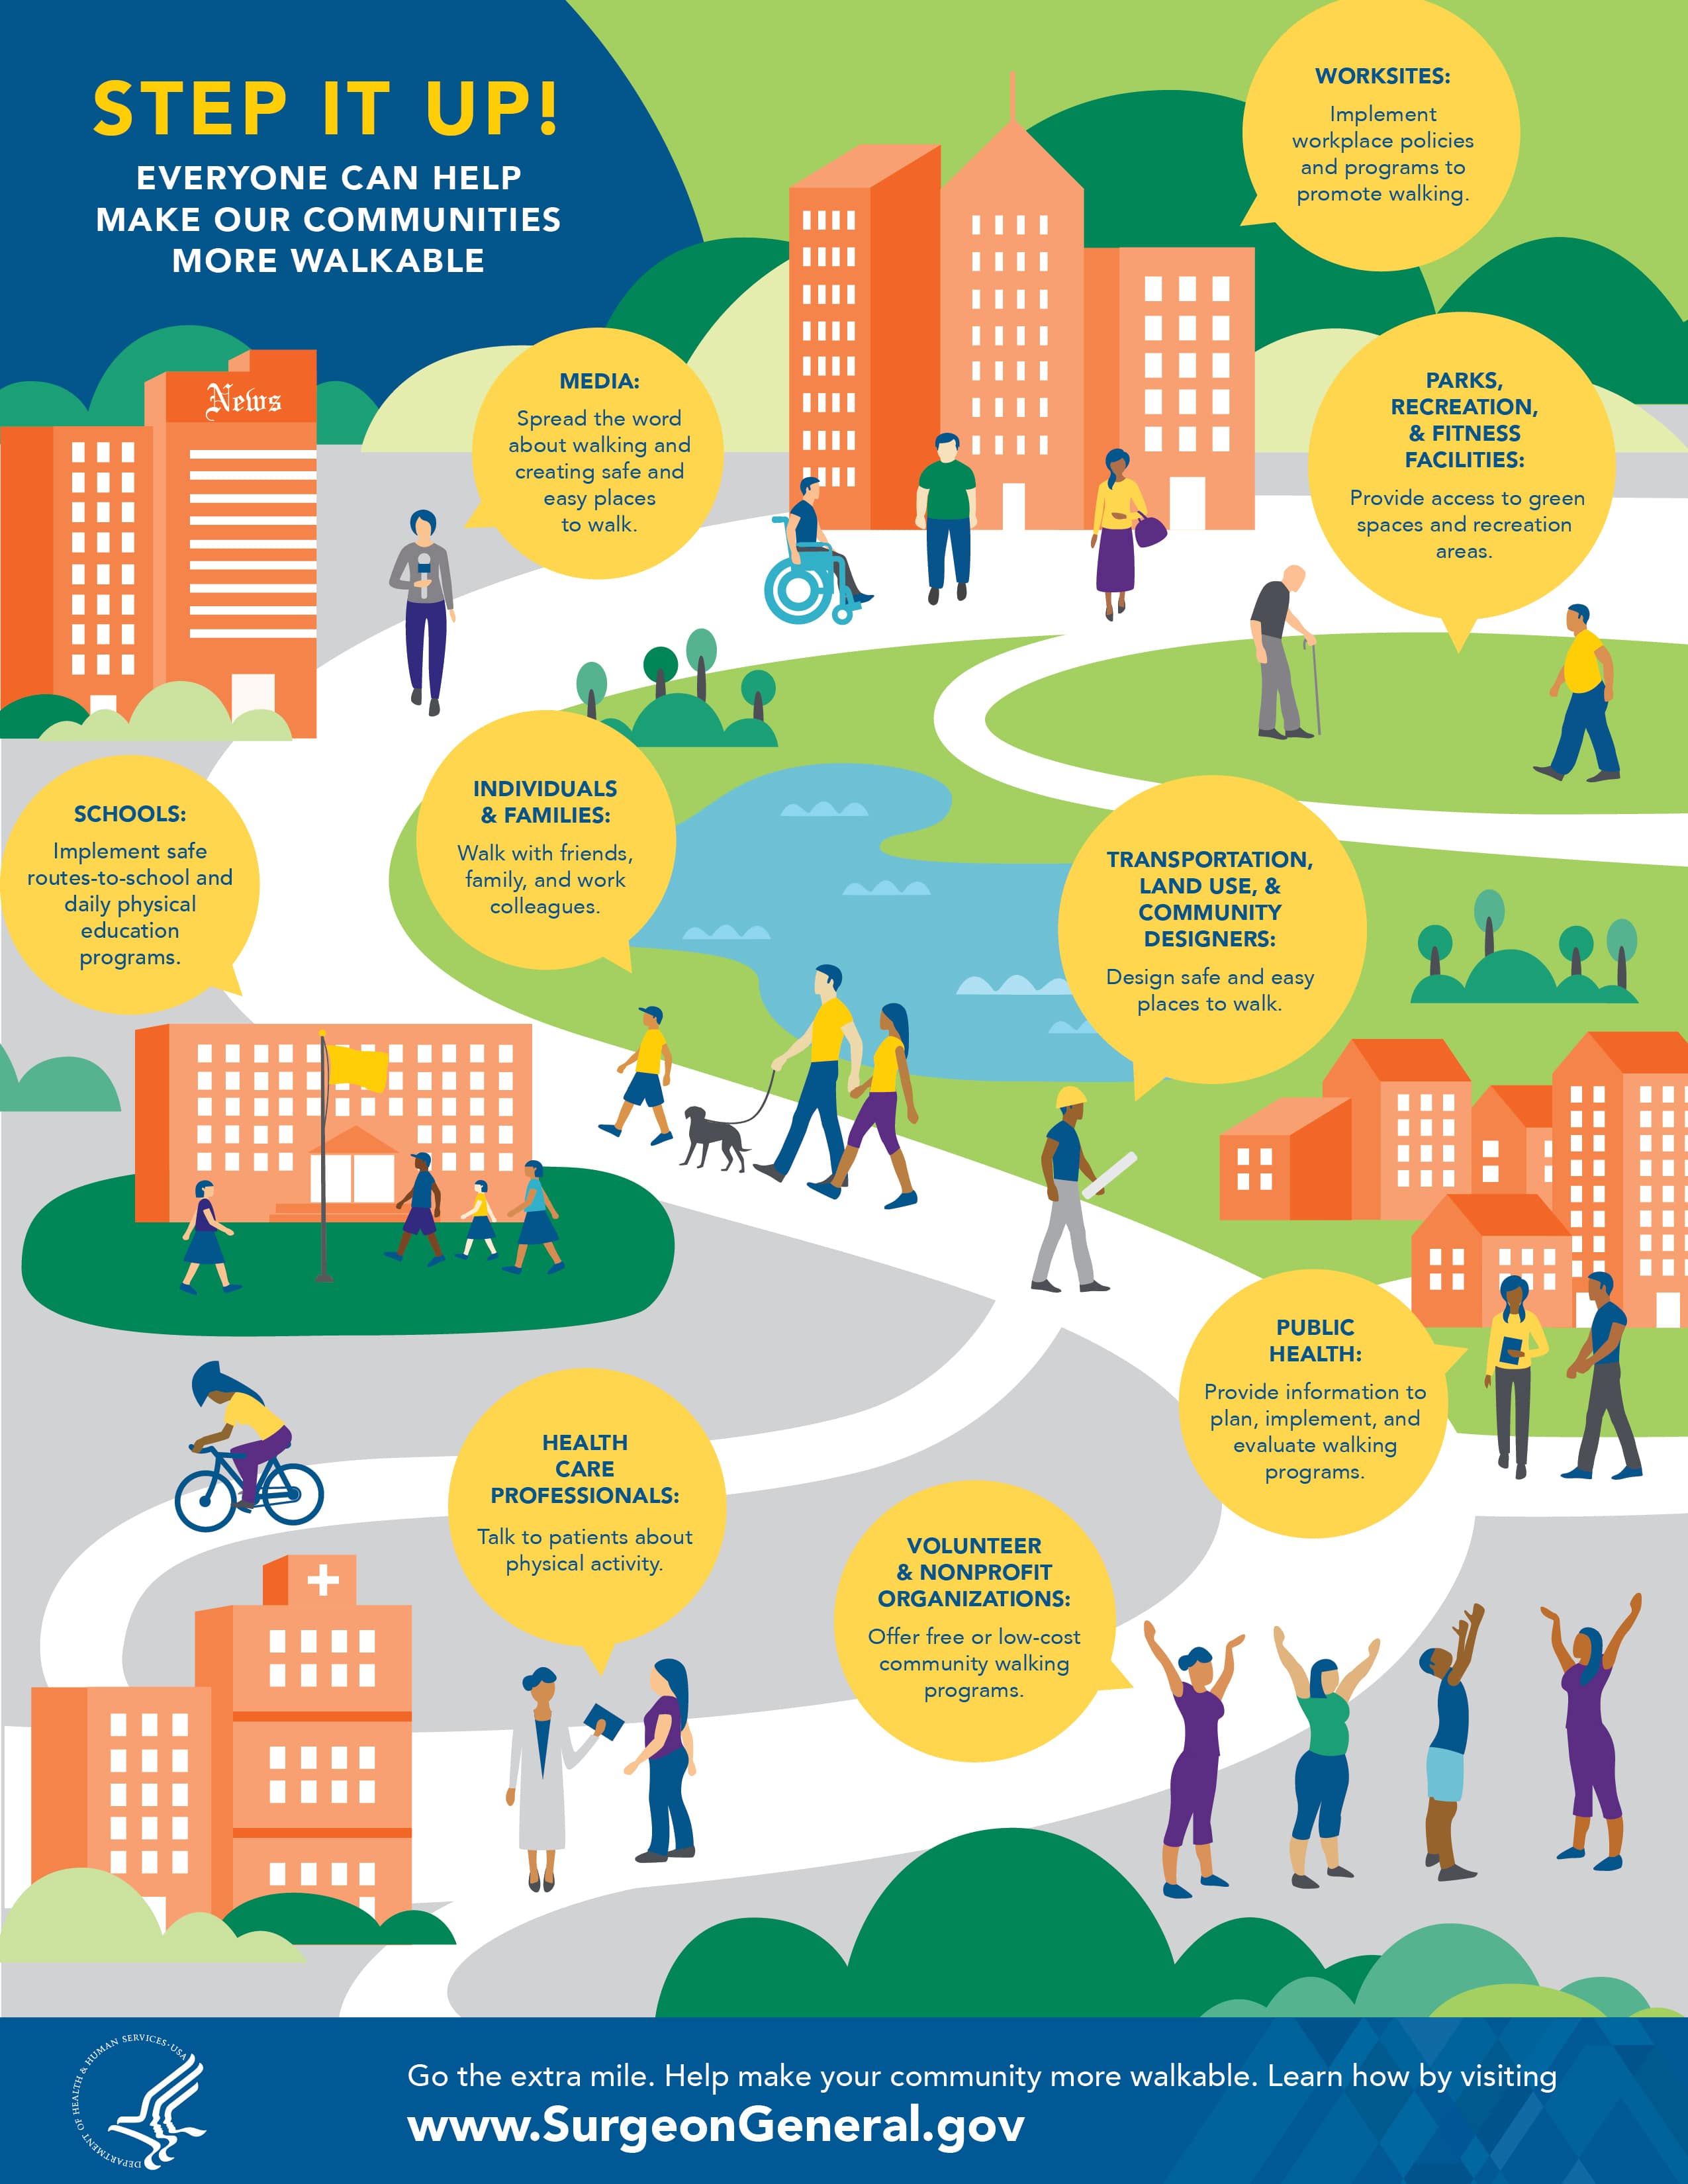 STEP IT UP!
EVERYONE CAN HELP
MAKE OUR COMMUNITIES
MORE WALKABLE
WORKSITES:
Implement
workplace policies
and programs to
promote walking.
News
MEDIA:
Spread the word
about walking and
creating safe and
easy places
to walk.
PARKS,
RECREATION,
& FITNESS
FACILITIES:
Provide access to green
spaces and recreation
areas.
SCHOOLS:
Implement safe
routes-to-school and
daily physical
education
programs.
INDIVIDUALS
& FAMILIES:
Walk with friends,
family, and work
colleagues.
TRANSPORTATION,
LAND USE, &
COMMUNITY
DESIGNERS:
Design safe and easy
places to walk.
PUBLIC
HEALTH:
Provide information to
plan, implement, and
evaluate walking
programs.
HEALTH
CARE
PROFESSIONALS:
Talk to patients about
physical activity.
VOLUNTEER
& NONPROFIT
ORGANIZATIONS:
Offer free or low-cost
community walking
programs.
DEPARTMENT OF HEALTH & HUMAN SERVICES · USA
Go the extra mile. Help make your community more walkable. Learn how by visiting
www.SurgeonGeneral.gov